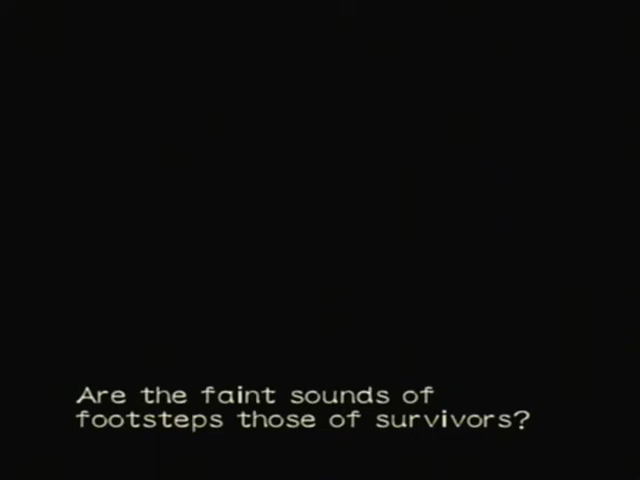 Are the faint sounds of
footsteps those of survivors?